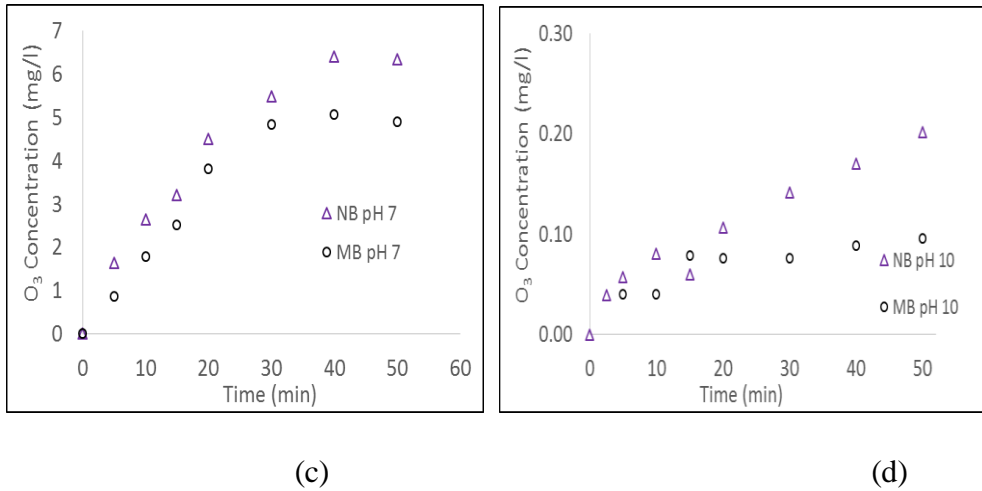 O₃ Concentration (mg/l)
7
6
5
4
3
2
1
0
NB pH 7
MB pH 7
0 10 20 30 40 50 60
Time (min)
(c)
O₃ Concentration (mg/l)
0.30
0.20
0.10
0.00
NB pH 10
MB pH 10
0 10 20 30 40 50
Time (min)
(d)